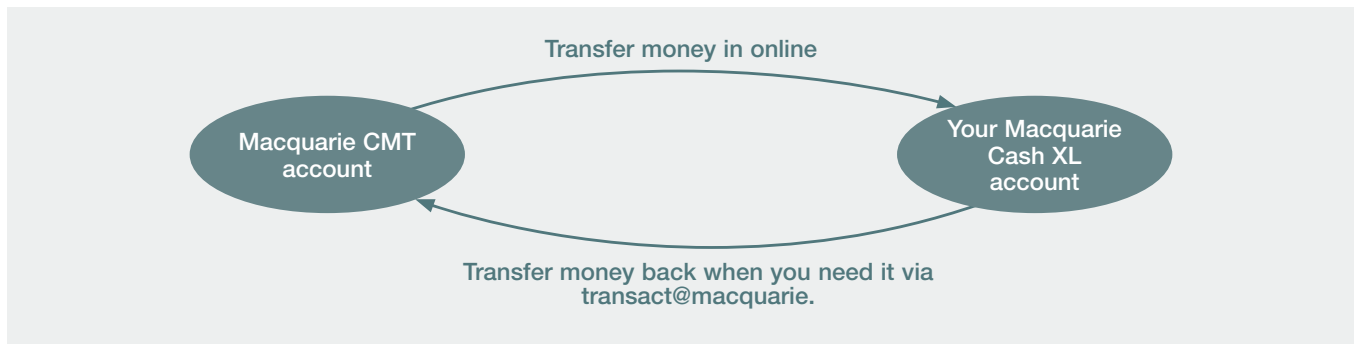 Transfer money in online
Macquarie CMT
account
Your Macquarie
Cash XL
account
Transfer money back when you need it via
transact@macquarie.